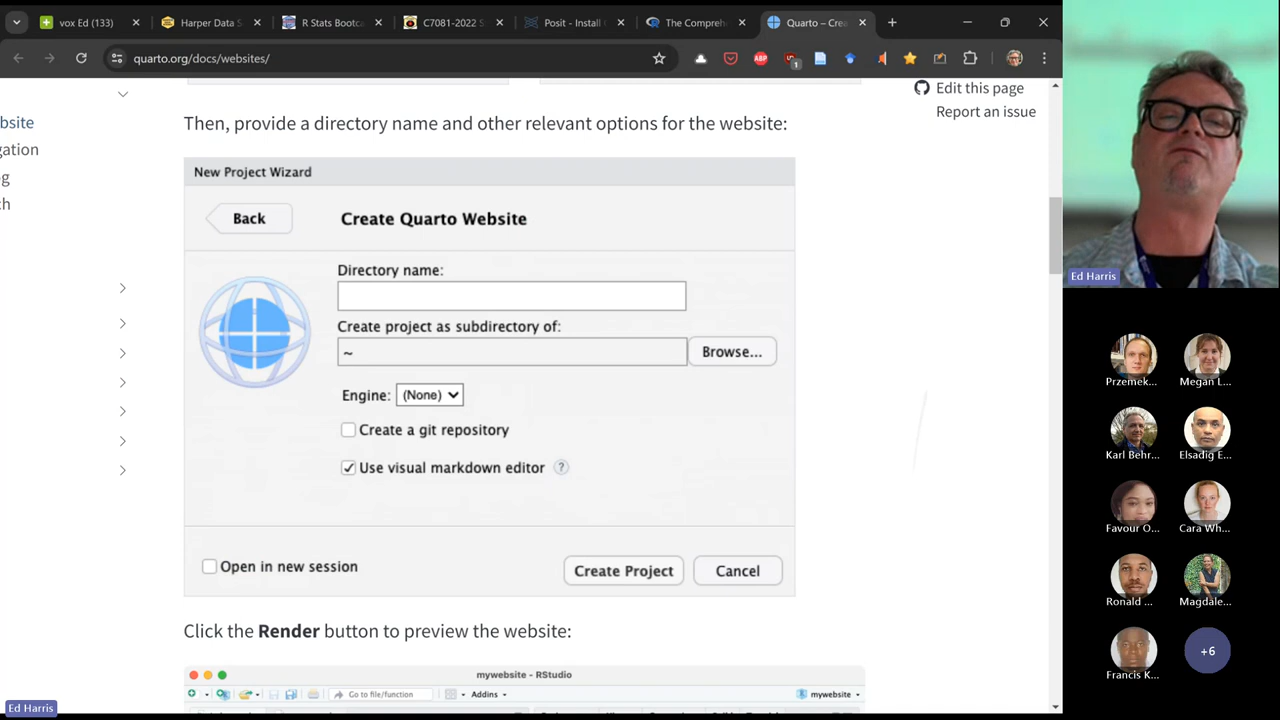 vox Ed (133)
Harper Data S
R Stats Bootca
C7081-2022 S
Posit - Install
The Compreh
Quarto – Crea
quarto.org/docs/websites/
ABP
1
Edit this page
Report an issue
bsite
gation
g
ch
Then, provide a directory name and other relevant options for the website:
New Project Wizard
Back
Create Quarto Website
Directory name:
Create project as subdirectory of:
~
Browse...
Engine: (None)
Create a git repository
Use visual markdown editor ?
Open in new session
Create Project
Cancel
Click the Render button to preview the website:
mywebsite - RStudio
Go to file/function
Addins
mywebsite
Ed Harris
Przemek...
Megan L...
Karl Behr...
Elsadig E...
Favour O...
Cara Wh...
Ronald ...
Magdale...
Francis K...
+6
Ed Harris